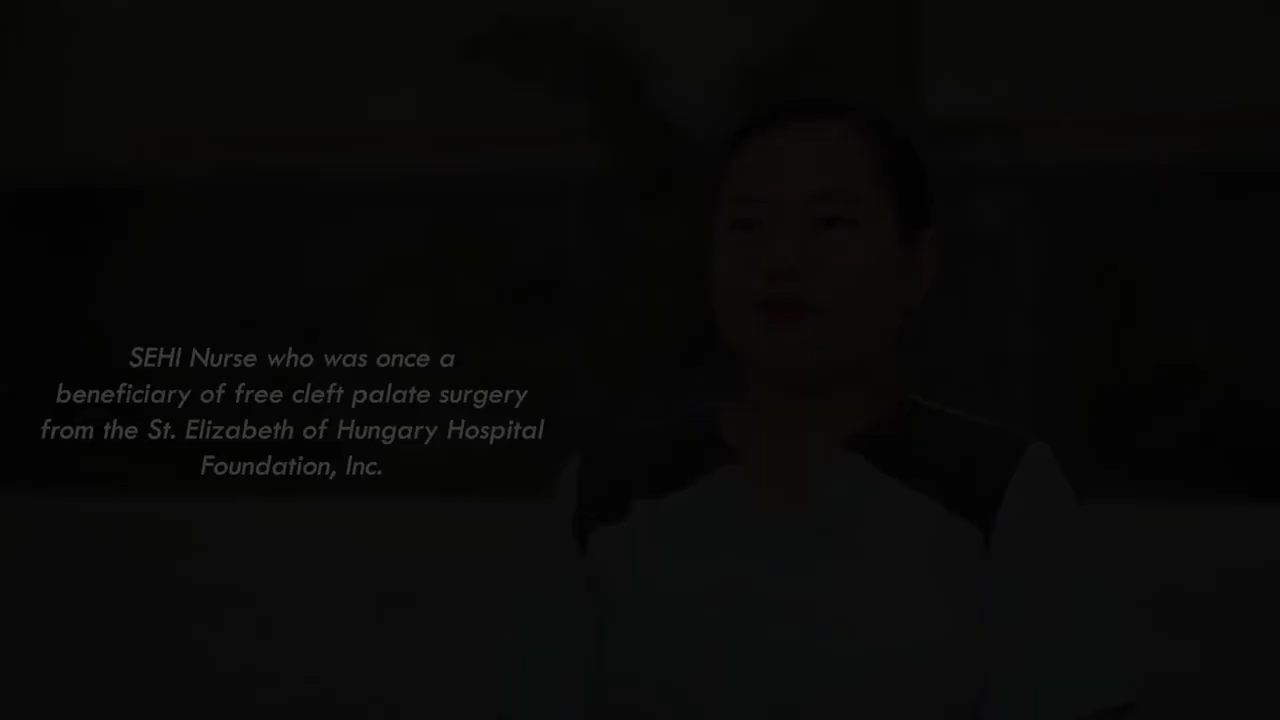 SEHI Nurse who was once a
beneficiary of free cleft palate surgery
from the St. Elizabeth of Hungary Hospital
Foundation, Inc.